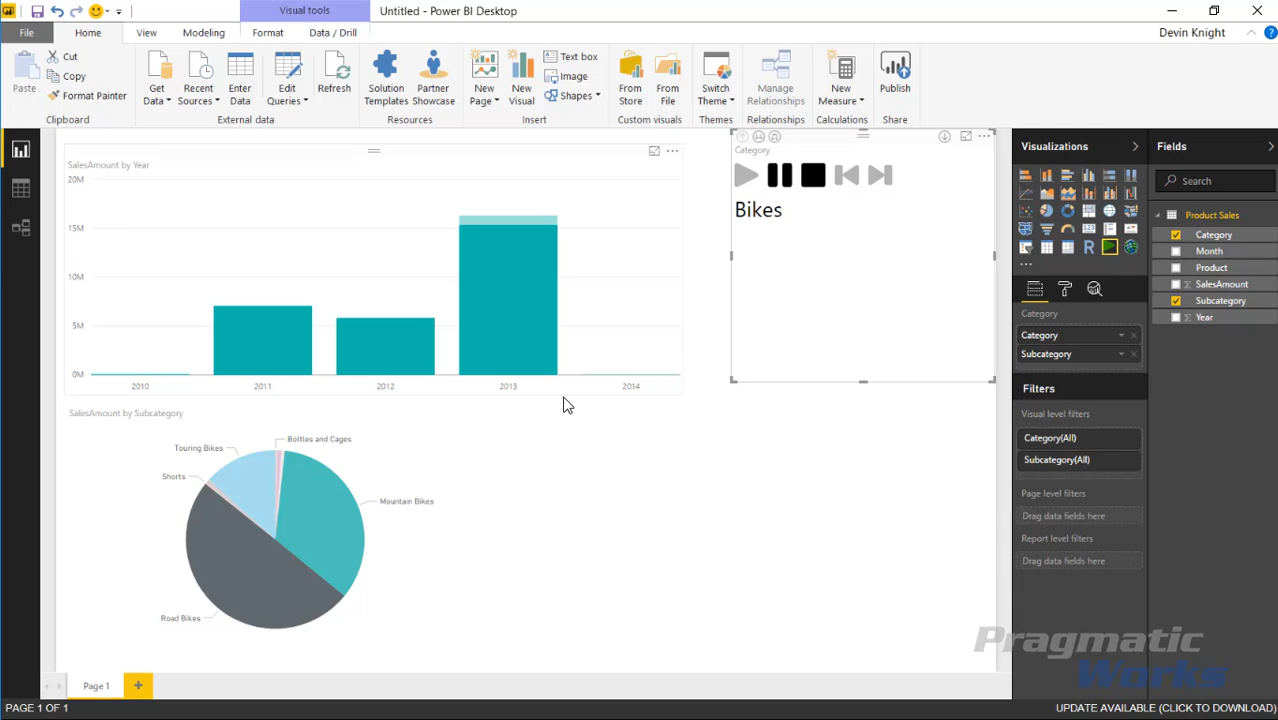 Visual tools
Untitled - Power BI Desktop
File
Home
View
Modeling
Format
Data / Drill
Devin Knight
Paste
Cut
Copy
Format Painter
Clipboard
Get Data
Recent Sources
Enter Data
Edit Queries
Refresh
External data
Solution Templates
Partner Showcase
Resources
New Page
New Visual
Text box
Image
Shapes
Insert
From Store
From File
Custom visuals
Switch Theme
Themes
Manage Relationships
Relationships
New Measure
Calculations
Publish
Share
SalesAmount by Year
20M
15M
10M
5M
0M
2010
2011
2012
2013
2014
Category
Bikes
SalesAmount by Subcategory
Touring Bikes
Bottles and Cages
Shorts
Mountain Bikes
Road Bikes
Visualizations
R
Category
Category
Subcategory
Filters
Visual level filters
Category(All)
Subcategory(All)
Page level filters
Drag data fields here
Report level filters
Drag data fields here
Fields
Search
Product Sales
Category
Month
Product
Σ SalesAmount
Subcategory
Σ Year
Pragmatic
Works
Page 1
PAGE 1 OF 1
UPDATE AVAILABLE (CLICK TO DOWNLOAD)